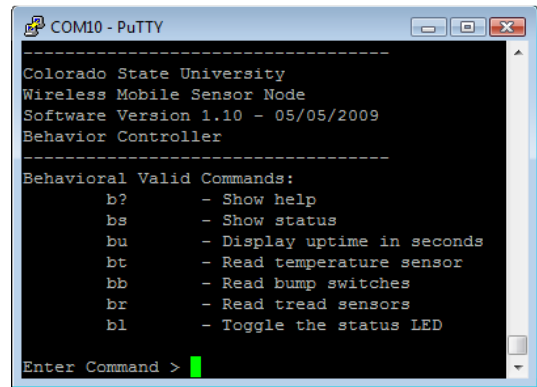 COM10 - PuTTY
-----------------------------------
Colorado State University
Wireless Mobile Sensor Node
Software Version 1.10 - 05/05/2009
Behavior Controller
-----------------------------------
Behavioral Valid Commands:
b? - Show help
bs - Show status
bu - Display uptime in seconds
bt - Read temperature sensor
bb - Read bump switches
br - Read tread sensors
bl - Toggle the status LED
Enter Command >